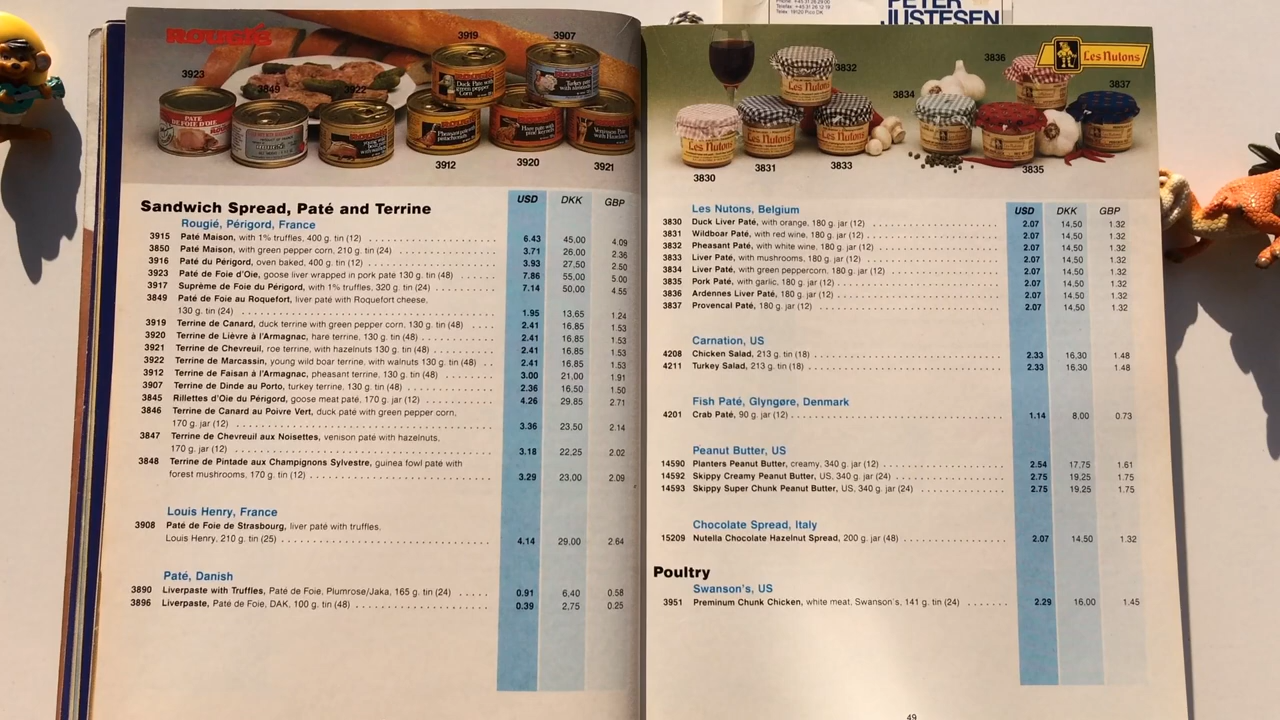 PETER
JUSTESEN
ROUGIÉ
3919
3907
3923
3849
3922
3912
3920
3921
PATE
DE FOIE D'OIE
Duck Pate with
green pepper
Corn
Sandwich Spread, Paté and Terrine
USD DKK GBP
Rougié, Périgord, France
3915 Paté Maison, with 1% truffles, 400 g. tin (12) 6.43 45,00 4.09
3850 Paté Maison, with green pepper corn, 210 g. tin (24) 3.71 26,00 2.36
3916 Paté du Périgord, oven baked, 400 g. tin (12) 3.93 27,50 2.50
3923 Paté de Foie d'Oie, goose liver wrapped in pork paté 130 g. tin (48) 7.86 55,00 5.00
3917 Suprème de Foie du Périgord, with 1% truffles, 320 g. tin (24) 7.14 50,00 4.55
3849 Paté de Foie au Roquefort, liver paté with Roquefort cheese,
130 g. tin (24) 1.95 13,65 1.24
3919 Terrine de Canard, duck terrine with green pepper corn, 130 g. tin (48) 2.41 16,85 1.53
3920 Terrine de Lièvre à l'Armagnac, hare terrine, 130 g. tin (48) 2.41 16,85 1.53
3921 Terrine de Chevreuil, roe terrine, with hazelnuts 130 g. tin (48) 2.41 16,85 1.53
3922 Terrine de Marcassin, young wild boar terrine, with walnuts 130 g. tin (48) 2.41 16,85 1.53
3912 Terrine de Faisan à l'Armagnac, pheasant terrine, 130 g. tin (48) 3.00 21,00 1.91
3907 Terrine de Dinde au Porto, turkey terrine, 130 g. tin (48) 2.36 16,50 1.50
3845 Rillettes d'Oie du Périgord, goose meat paté, 170 g. jar (12) 4.26 29,85 2.71
3846 Terrine de Canard au Poivre Vert, duck paté with green pepper corn,
170 g. jar (12) 3.36 23,50 2.14
3847 Terrine de Chevreuil aux Noisettes, venison paté with hazelnuts,
170 g. jar (12) 3.18 22,25 2.02
3848 Terrine de Pintade aux Champignons Sylvestre, guinea fowl paté with
forest mushrooms, 170 g. tin (12) 3.29 23,00 2.09
Louis Henry, France
3908 Paté de Foie de Strasbourg, liver paté with truffles,
Louis Henry, 210 g. tin (25) 4.14 29,00 2.64
Paté, Danish
3890 Liverpaste with Truffles, Paté de Foie, Plumrose/Jaka, 165 g. tin (24) 0.91 6,40 0.58
3896 Liverpaste, Paté de Foie, DAK, 100 g. tin (48) 0.39 2,75 0.25
Les Nutons
3832
3836
3837
3834
3830
3831
3833
3835
USD DKK GBP
Les Nutons, Belgium
3830 Duck Liver Paté, with orange, 180 g. jar (12) 2.07 14,50 1.32
3831 Wildboar Paté, with red wine, 180 g. jar (12) 2.07 14,50 1.32
3832 Pheasant Paté, with white wine, 180 g. jar (12) 2.07 14,50 1.32
3833 Liver Paté, with mushrooms, 180 g. jar (12) 2.07 14,50 1.32
3834 Liver Paté, with green peppercorn, 180 g. jar (12) 2.07 14,50 1.32
3835 Pork Paté, with garlic, 180 g. jar (12) 2.07 14,50 1.32
3836 Ardennes Liver Paté, 180 g. jar (12) 2.07 14,50 1.32
3837 Provencal Paté, 180 g. jar (12) 2.07 14,50 1.32
Carnation, US
4208 Chicken Salad, 213 g. tin (18) 2.33 16,30 1.48
4211 Turkey Salad, 213 g. tin (18) 2.33 16,30 1.48
Fish Paté, Glyngøre, Denmark
4201 Crab Paté, 90 g. jar (12) 1.14 8,00 0.73
Peanut Butter, US
14590 Planters Peanut Butter, creamy, 340 g. jar (12) 2.54 17,75 1.61
14592 Skippy Creamy Peanut Butter, US, 340 g. jar (24) 2.75 19,25 1.75
14593 Skippy Super Chunk Peanut Butter, US, 340 g. jar (24) 2.75 19,25 1.75
Chocolate Spread, Italy
15209 Nutella Chocolate Hazelnut Spread, 200 g. jar (48) 2.07 14,50 1.32
Poultry
Swanson's, US
3951 Preminum Chunk Chicken, white meat, Swanson's, 141 g. tin (24) 2.29 16,00 1.45
49